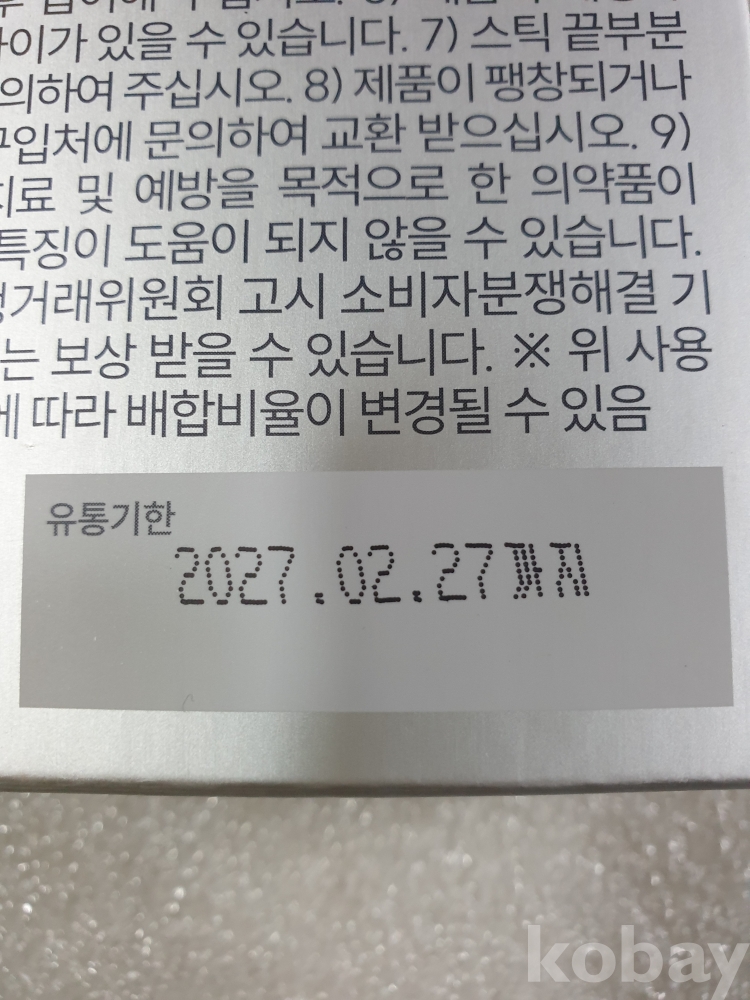 이가 있을 수 있습니다. 7) 스틱 끝부분
의하여 주십시오. 8) 제품이 팽창되거나
구입처에 문의하여 교환 받으십시오. 9)
치료 및 예방을 목적으로 한 의약품이
특징이 도움이 되지 않을 수 있습니다.
거래위원회 고시 소비자분쟁해결 기
는 보상 받을 수 있습니다. ※ 위 사용
에 따라 배합비율이 변경될 수 있음
유통기한
2027.02.27까지
kobay